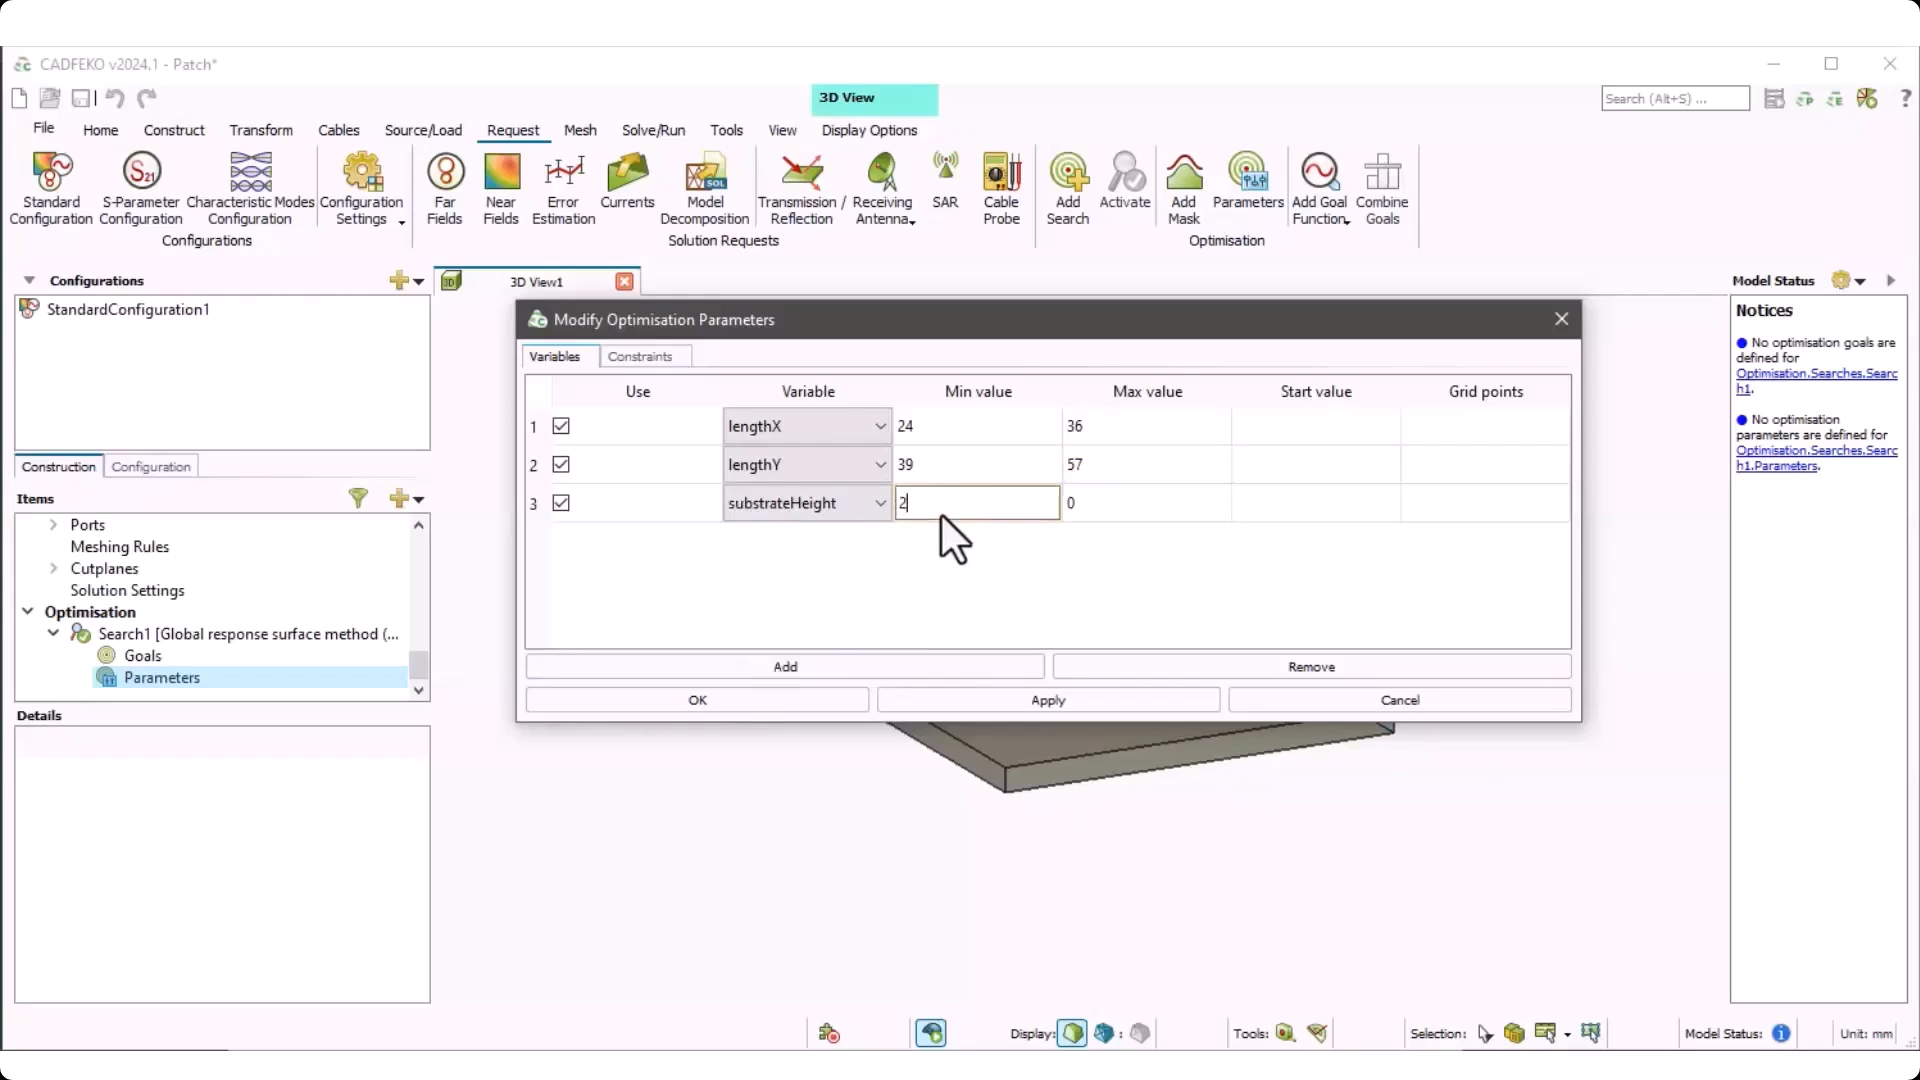 CADFEKO v2024.1 - Patch*
3D View
Search (Alt+S) ...
File Home Construct Transform Cables Source/Load Request Mesh Solve/Run Tools View Display Options
Standard Configuration
S-Parameter Configuration
Characteristic Modes Configuration
Configuration Settings
Far Fields
Near Fields
Error Estimation
Currents
Model Decomposition
Transmission / Reflection
Receiving Antenna
SAR
Cable Probe
Add Search
Activate
Add Mask
Parameters
Add Goal Function
Combine Goals
Configurations Solution Requests Optimisation
Configurations
StandardConfiguration1
Construction Configuration
Items
Ports
Meshing Rules
Cutplanes
Solution Settings
Optimisation
Search1 [Global response surface method (...
Goals
Parameters
Details
3D View1
Modify Optimisation Parameters
Variables Constraints
Use Variable Min value Max value Start value Grid points
1 lengthX 24 36
2 lengthY 39 57
3 substrateHeight 2 0
Add Remove
OK Apply Cancel
Model Status
Notices
No optimisation goals are
defined for
Optimisation.Searches.Searc
h1.
No optimisation
parameters are defined for
Optimisation.Searches.Searc
h1.Parameters.
Display: Tools: Selection: Model Status: Unit: mm